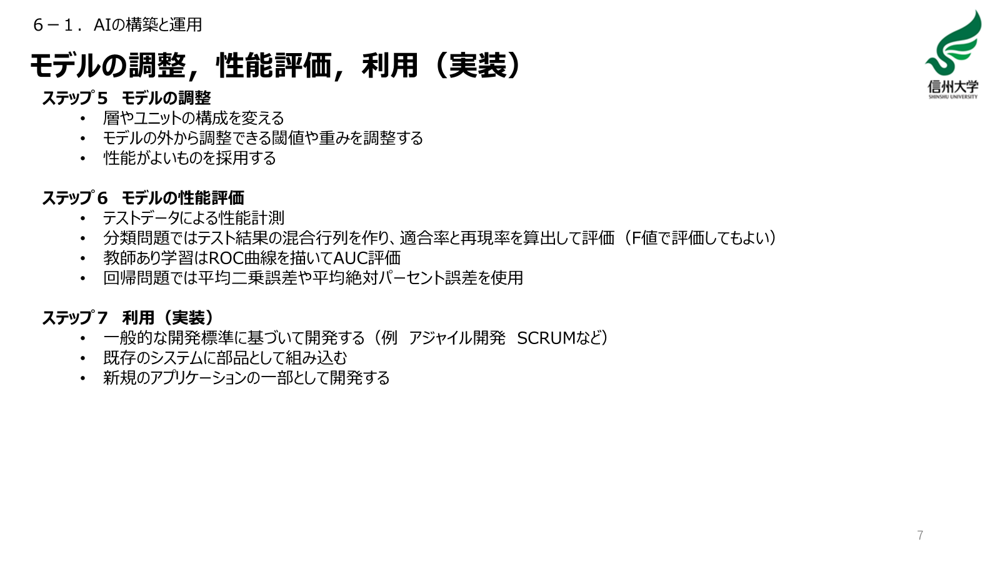 ６－１．AIの構築と運用
モデルの調整，性能評価，利用（実装）
ステップ５　モデルの調整
• 層やユニットの構成を変える
• モデルの外から調整できる閾値や重みを調整する
• 性能がよいものを採用する
ステップ６　モデルの性能評価
• テストデータによる性能計測
• 分類問題ではテスト結果の混合行列を作り、適合率と再現率を算出して評価（F値で評価してもよい）
• 教師あり学習はROC曲線を描いてAUC評価
• 回帰問題では平均二乗誤差や平均絶対パーセント誤差を使用
ステップ７　利用（実装）
• 一般的な開発標準に基づいて開発する（例　アジャイル開発　SCRUMなど）
• 既存のシステムに部品として組み込む
• 新規のアプリケーションの一部として開発する
信州大学
SHINSHU UNIVERSITY
7